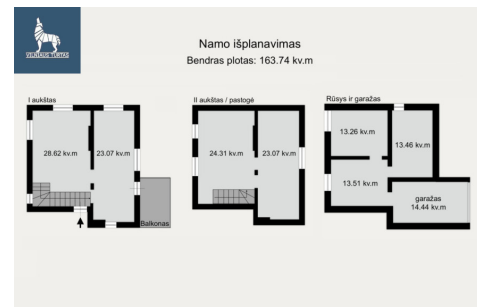 VILNIAUS TURTAS
Namo išplanavimas
Bendras plotas: 163.74 kv.m
I aukštas
28.62 kv.m
23.07 kv.m
Balkonas
II aukštas / pastogė
24.31 kv.m
23.07 kv.m
Rūsys ir garažas
13.26 kv.m
13.46 kv.m
13.51 kv.m
garažas
14.44 kv.m